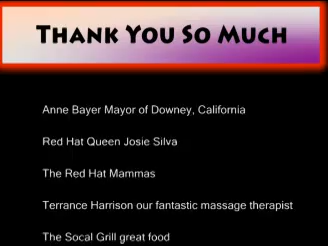 Thank You So Much
Anne Bayer Mayor of Downey, California
Red Hat Queen Josie Silva
The Red Hat Mammas
Terrance Harrison our fantastic massage therapist
The Socal Grill great food